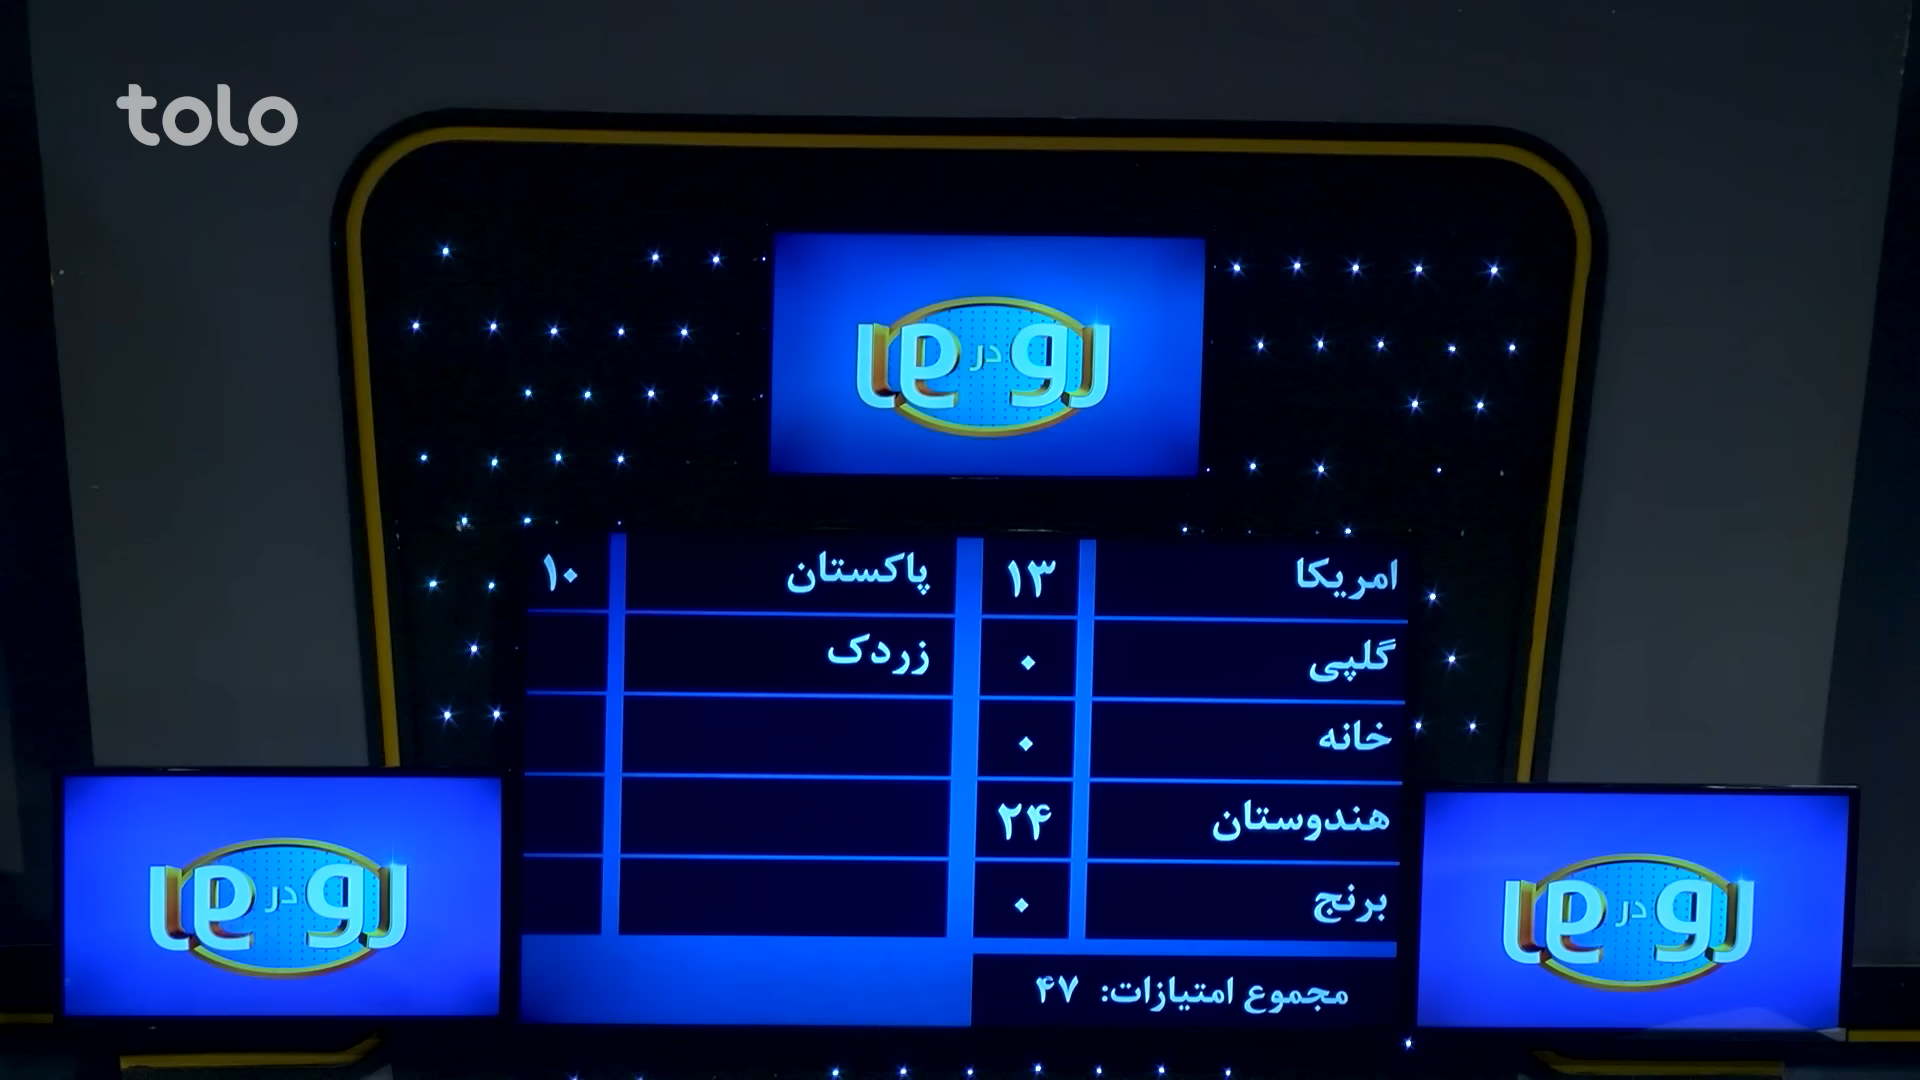 tolo
رو در رو
امریکا ۱۳ پاکستان ۱۰
گلپی ۰ زردک
خانه ۰
هندوستان ۲۴
برنج ۰
مجموع امتیازات: ۴۷
رو در رو
رو در رو